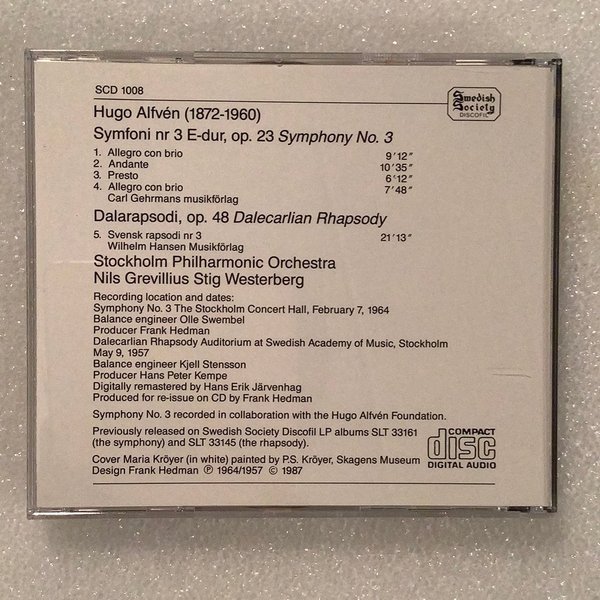 SCD 1008
Swedish
Society
DISCOFIL
Hugo Alfvén (1872-1960)
Symfoni nr 3 E-dur, op. 23 Symphony No. 3
1. Allegro con brio 9'12"
2. Andante 10'35"
3. Presto 6'12"
4. Allegro con brio 7'48"
Carl Gehrmans musikförlag
Dalarapsodi, op. 48 Dalecarlian Rhapsody
5. Svensk rapsodi nr 3 21'13"
Wilhelm Hansen Musikförlag
Stockholm Philharmonic Orchestra
Nils Grevillius Stig Westerberg
Recording location and dates:
Symphony No. 3 The Stockholm Concert Hall, February 7, 1964
Balance engineer Olle Swembel
Producer Frank Hedman
Dalecarlian Rhapsody Auditorium at Swedish Academy of Music, Stockholm
May 9, 1957
Balance engineer Kjell Stensson
Producer Hans Peter Kempe
Digitally remastered by Hans Erik Järvenhag
Produced for re-issue on CD by Frank Hedman
Symphony No. 3 recorded in collaboration with the Hugo Alfvén Foundation.
Previously released on Swedish Society Discofil LP albums SLT 33161
(the symphony) and SLT 33145 (the rhapsody).
COMPACT
disc
DIGITAL AUDIO
Cover Maria Kröyer (in white) painted by P.S. Kröyer, Skagens Museum
Design Frank Hedman ℗ 1964/1957 © 1987